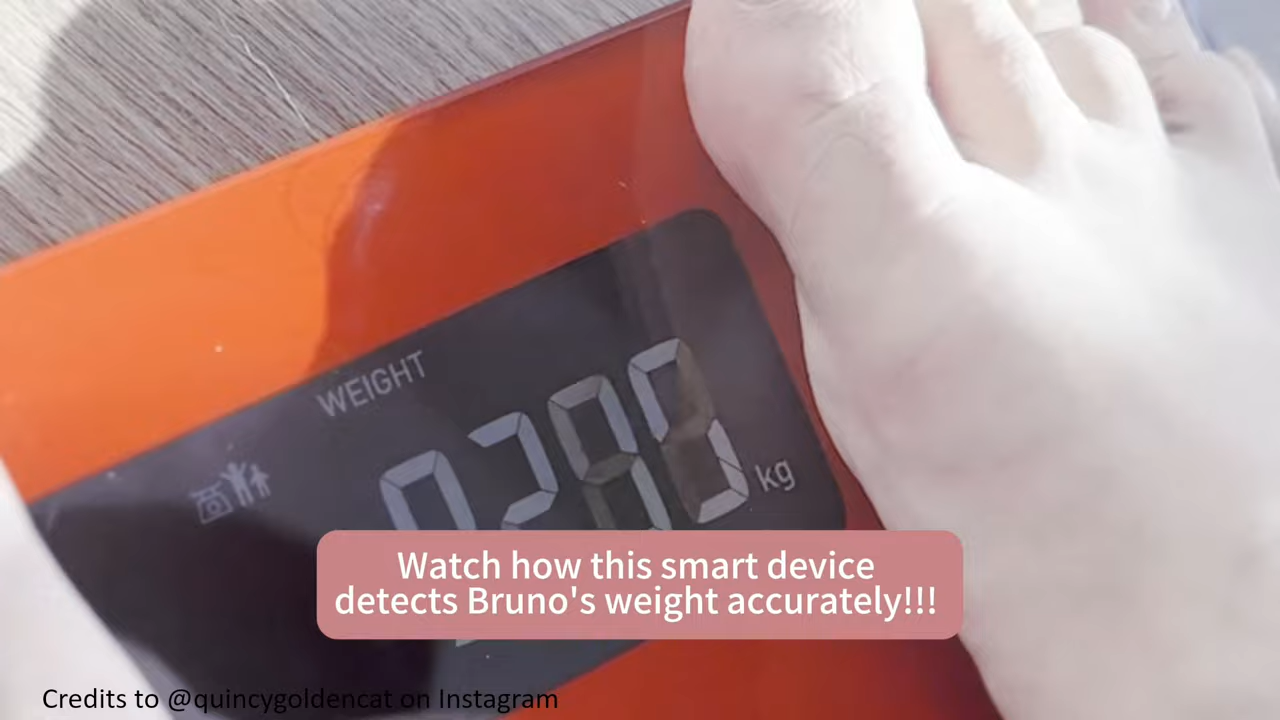 WEIGHT
kg
Watch how this smart device
detects Bruno's weight accurately!!!
Credits to @quincygoldencat on Instagram